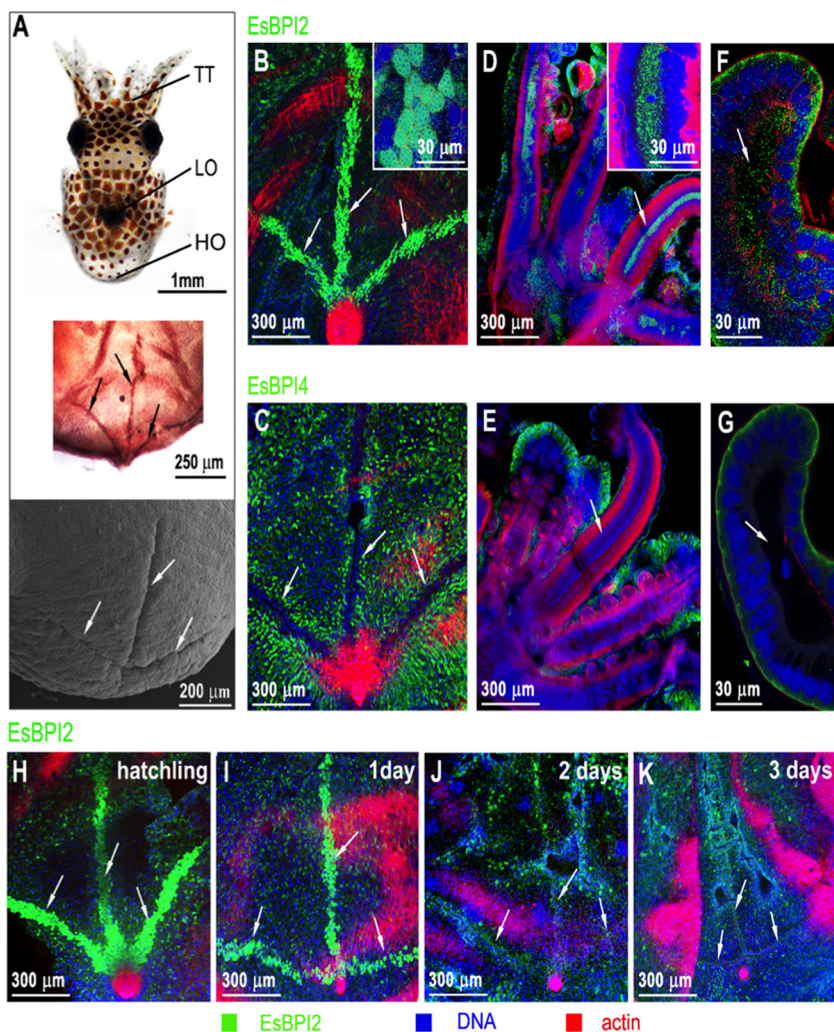 A
TT
LO
HO
1mm
250 μm
200 μm
EsBPI2
B
30 μm
300 μm
D
30 μm
300 μm
F
30 μm
EsBPI4
C
300 μm
E
300 μm
G
30 μm
EsBPI2
H hatchling
300 μm
I 1day
300 μm
J 2 days
300 μm
K 3 days
300 μm
EsBPI2 DNA actin